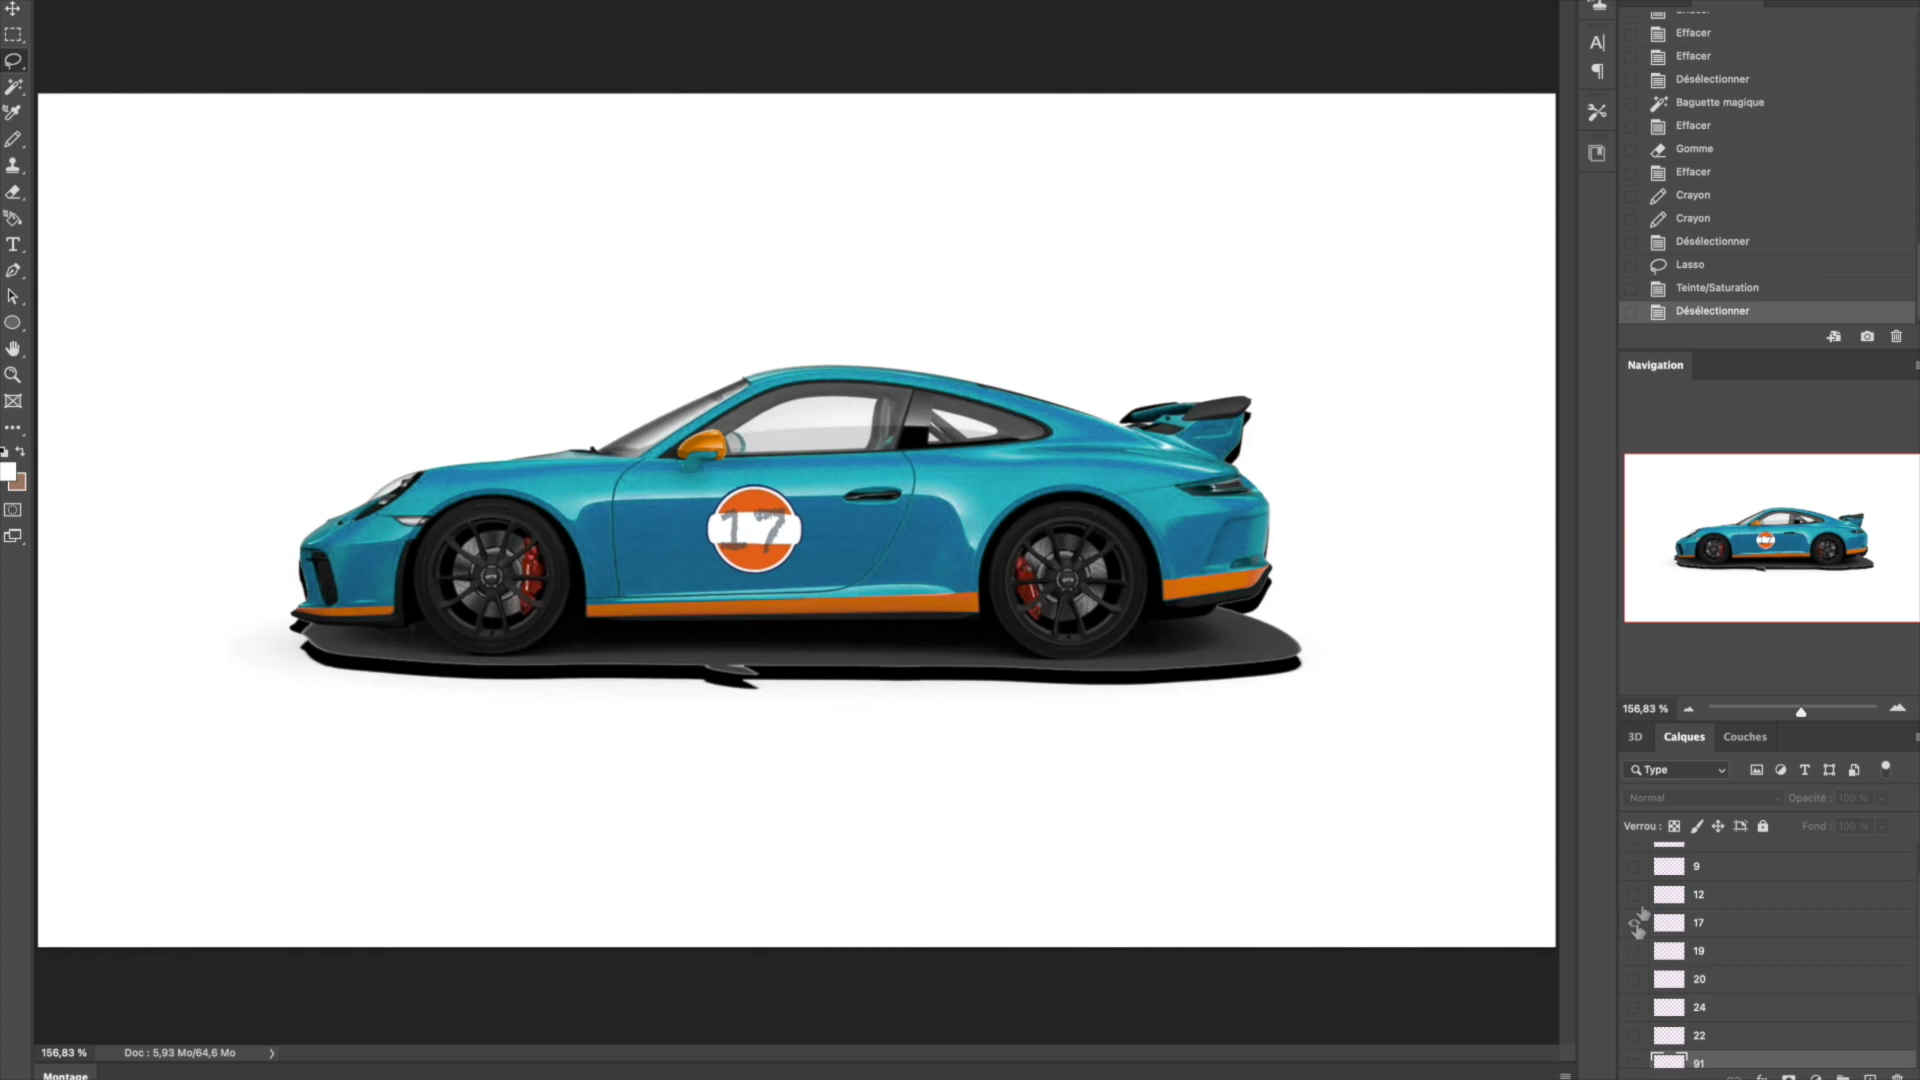 Effacer
Effacer
Désélectionner
Baguette magique
Effacer
Gomme
Effacer
Crayon
Crayon
Désélectionner
Lasso
Teinte/Saturation
Désélectionner
Navigation
17
156,83 %
3D Calques Couches
Type
Normal Opacité : 100 %
Verrou : Fond : 100 %
9
12
17
19
20
24
22
91
156,83 % Doc : 5,93 Mo/64,6 Mo
Montage